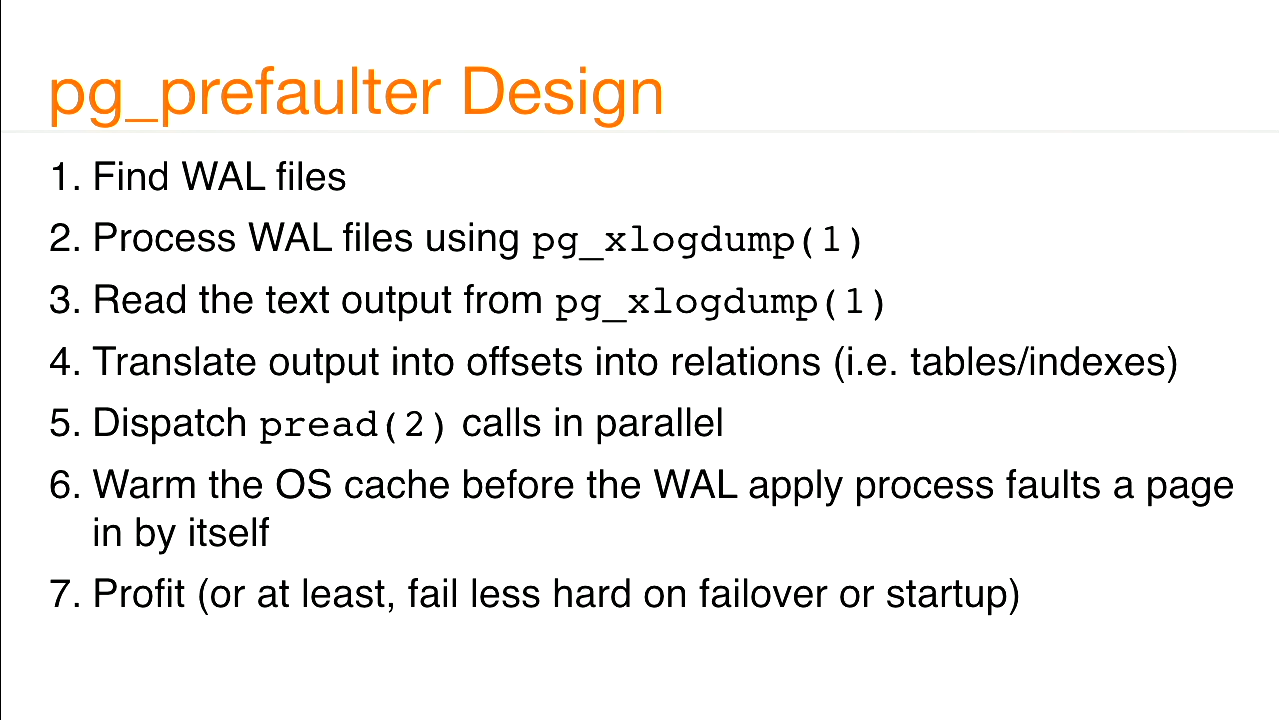 pg_prefaulter Design
1. Find WAL files
2. Process WAL files using pg_xlogdump(1)
3. Read the text output from pg_xlogdump(1)
4. Translate output into offsets into relations (i.e. tables/indexes)
5. Dispatch pread(2) calls in parallel
6. Warm the OS cache before the WAL apply process faults a page
in by itself
7. Profit (or at least, fail less hard on failover or startup)